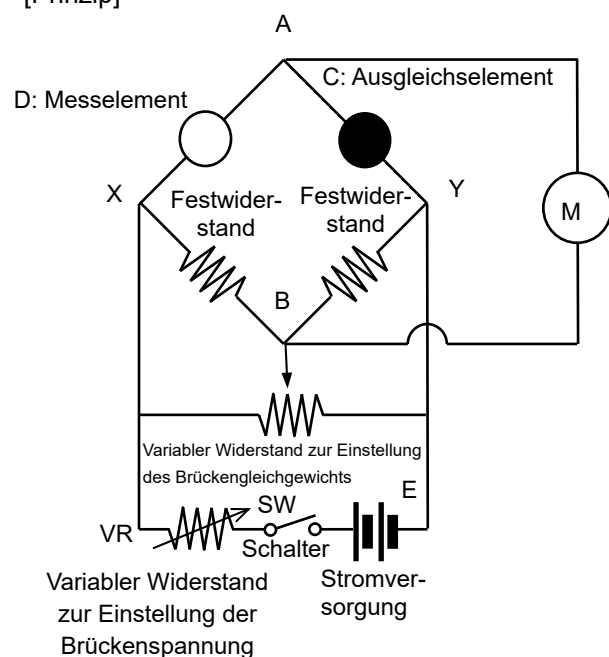 [Prinzip]
A
C: Ausgleichselement
D: Messelement
X
Y
Festwider-
stand
Festwider-
stand
M
B
Variabler Widerstand zur Einstellung
des Brückengleichgewichts
E
SW
VR
Schalter
Variabler Widerstand
zur Einstellung der
Brückenspannung
Stromver-
sorgung